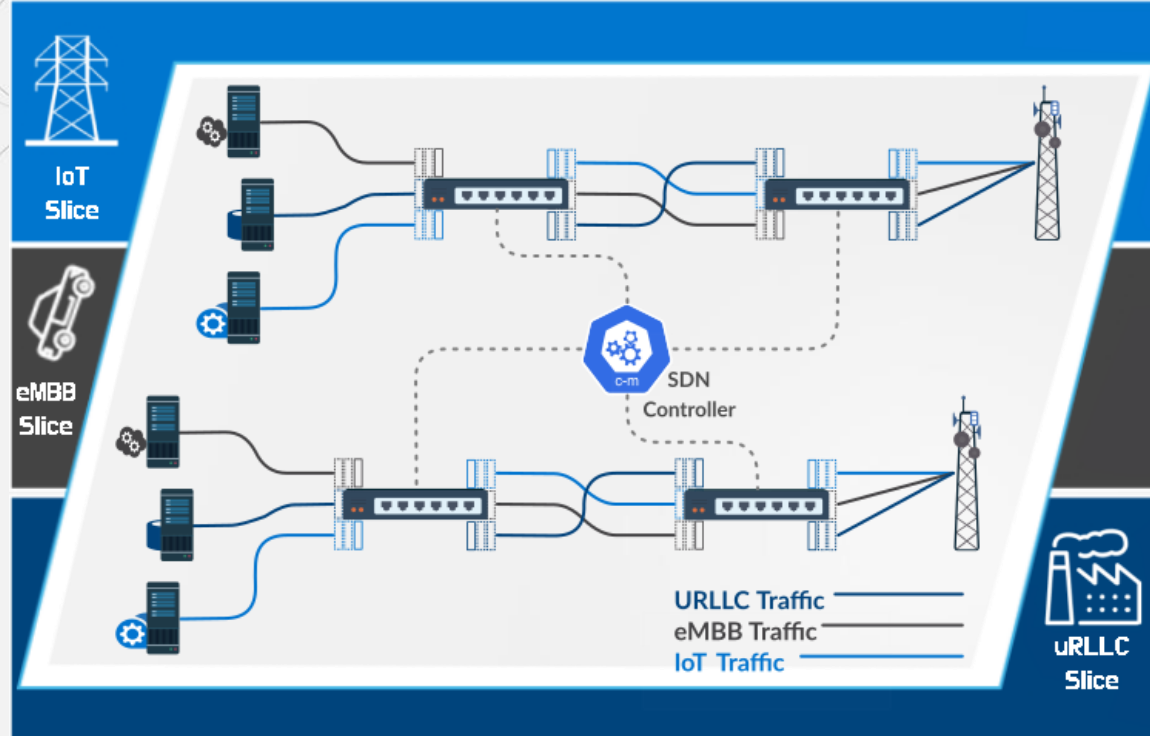 IoT
Slice
eMBB
Slice
c-m
SDN
Controller
URLLC Traffic
eMBB Traffic
IoT Traffic
uRLLC
Slice